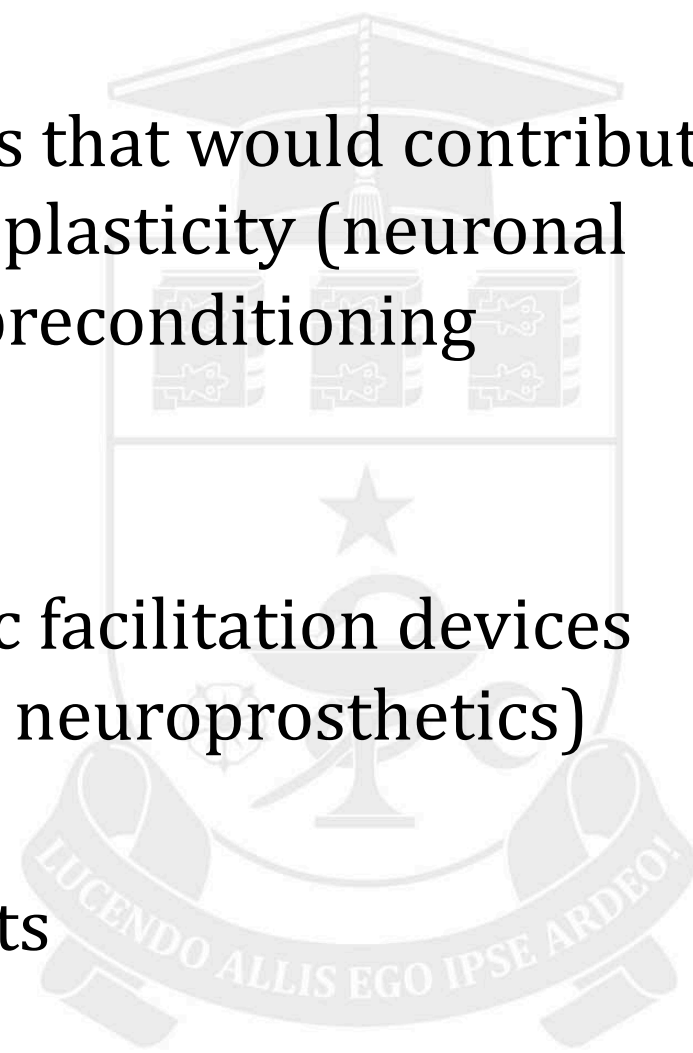 s that would contribut
plasticity (neuronal
preconditioning
c facilitation devices
neuroprosthetics)
ts
LUCENDO ALLIS EGO IPSE ARDEO!